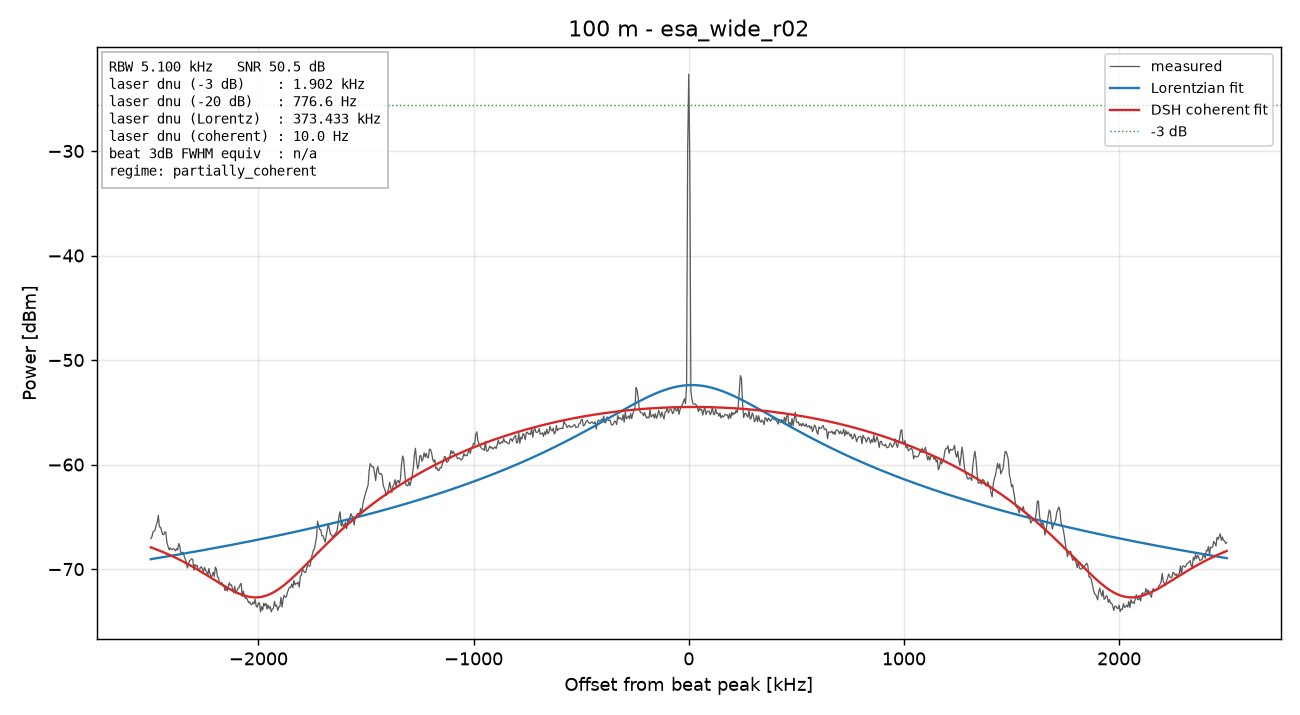 100 m - esa_wide_r02
RBW 5.100 kHz   SNR 50.5 dB
laser dnu (-3 dB)    : 1.902 kHz
laser dnu (-20 dB)   : 776.6 Hz
laser dnu (Lorentz)  : 373.433 kHz
laser dnu (coherent) : 10.0 Hz
beat 3dB FWHM equiv  : n/a
regime: partially_coherent
measured
Lorentzian fit
DSH coherent fit
-3 dB
Power [dBm]
−30
−40
−50
−60
−70
−2000
−1000
0
1000
2000
Offset from beat peak [kHz]